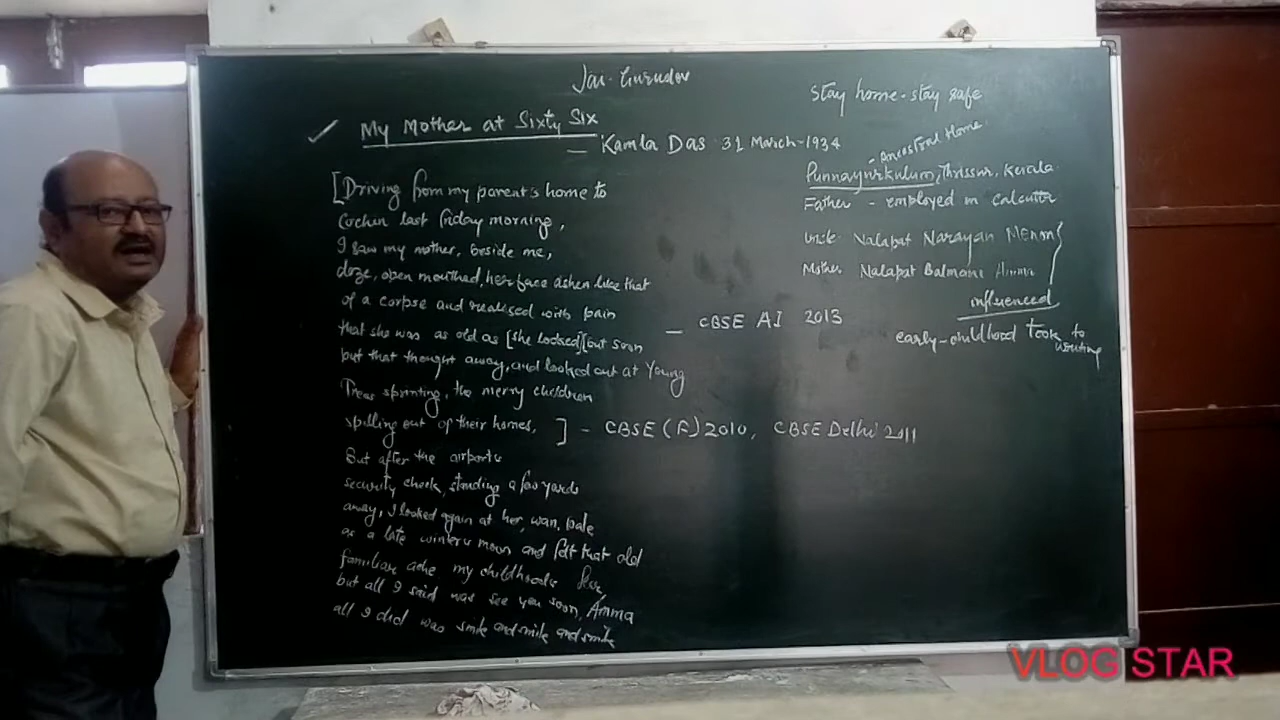 Jai Gurudev
Stay home - stay safe
My Mother at Sixty Six
— Kamla Das 31 March-1934
- Ancestral Home
Punnayurkulum, Thrissur, Kerala.
Father - employed in Calcutta
Uncle Nalapat Narayan Menon
Mother Nalapat Balmani Amma
influenced
early-childhood took to
writing
[Driving from my parent's home to
Cochin last friday morning,
I saw my mother, beside me,
doze, open mouthed, her face ashen like that
of a corpse and realised with pain
that she was as old as [she looked][but soon
— CBSE AI 2013
but that thought away, and looked out at Young
Trees sprinting, the merry children
spilling out of their homes, ] - CBSE (F) 2010, CBSE Delhi 2011
But after the airport's
security check, standing a few yards
away, I looked again at her, wan, pale
as a late winter's moon and felt that old
familiar ache my childhood's fear
but all I said was see you soon, Amma
all I did was smile and smile and smile
VLOG STAR